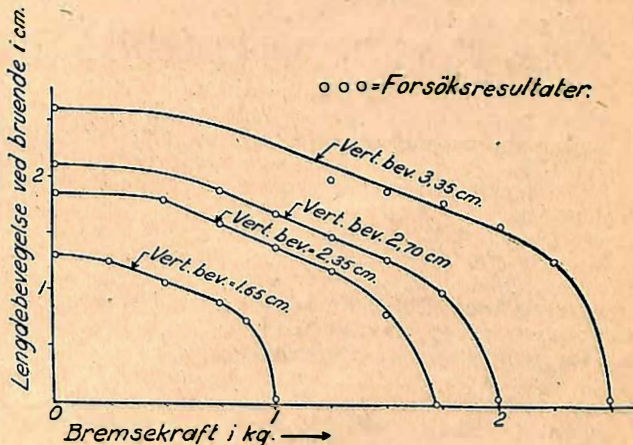 o o o = Forsöksresultater.
Lengdebevegelse ved bruende i cm.
Vert. bev. 3,35 cm.
2
Vert. bev. 2,70 cm
Vert. bev. = 2,35 cm.
Vert. bev. = 1.65 cm.
1
0
1
2
Bremsekraft i kg.